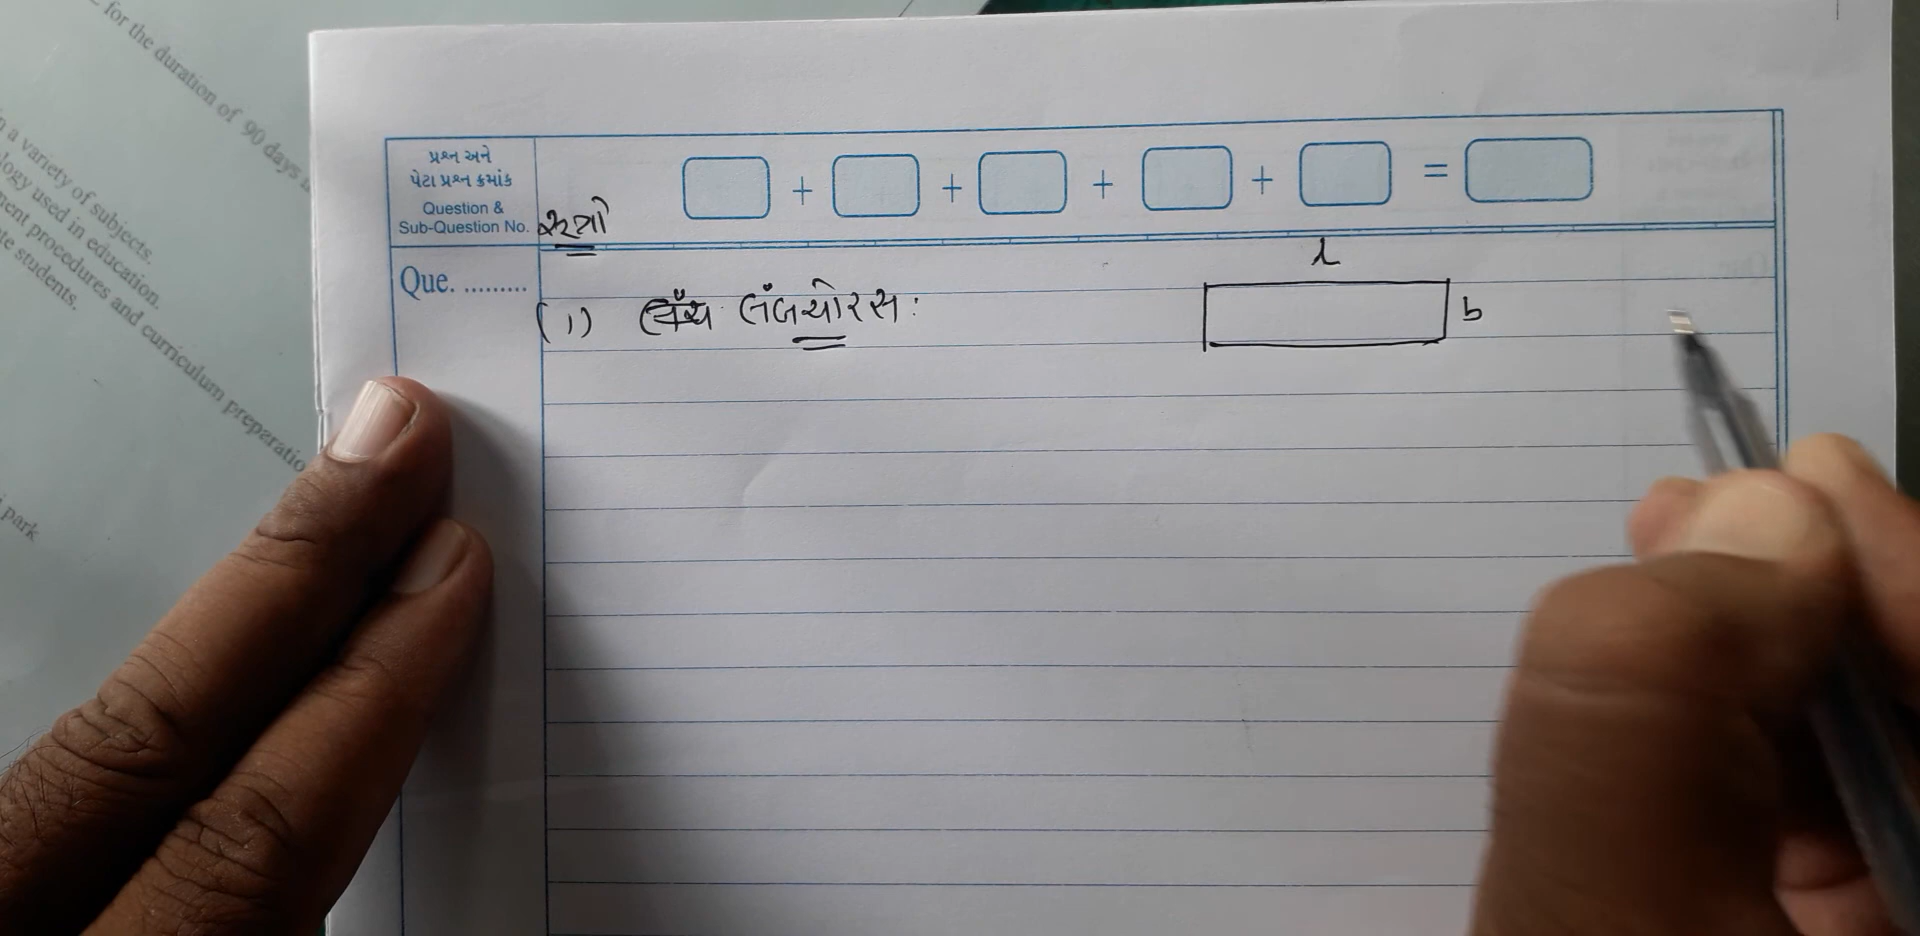 for the duration of 90 days
a variety of subjects.
logy used in education.
ment procedures and curriculum preparatio
te students.
park
પ્રશ્ન અને
પેટા પ્રશ્ન ક્રમાંક
Question &
Sub-Question No.
+ + + + =
સૂત્રો
Que. .........
(1) લંબચોરસ :
l
b